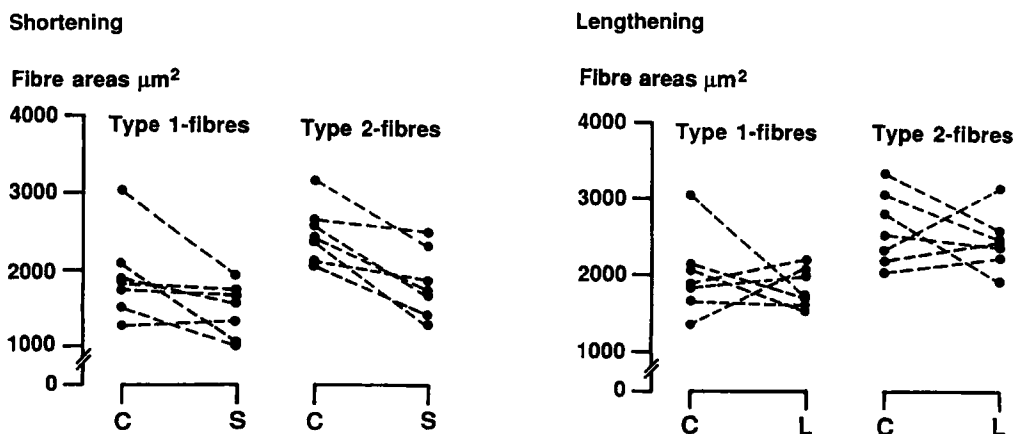 Shortening
Fibre areas μm²
4000
Type 1-fibres
Type 2-fibres
3000
2000
1000
0
C
S
C
S
Lengthening
Fibre areas μm²
4000
Type 1-fibres
Type 2-fibres
3000
2000
1000
0
C
L
C
L